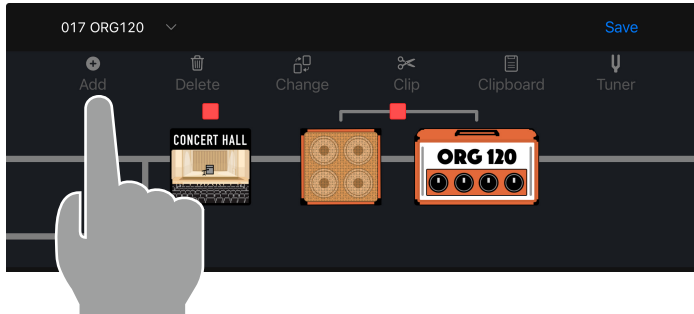 017 ORG120
Save
Add
Delete
Change
Clip
Clipboard
Tuner
CONCERT HALL
ORG 120